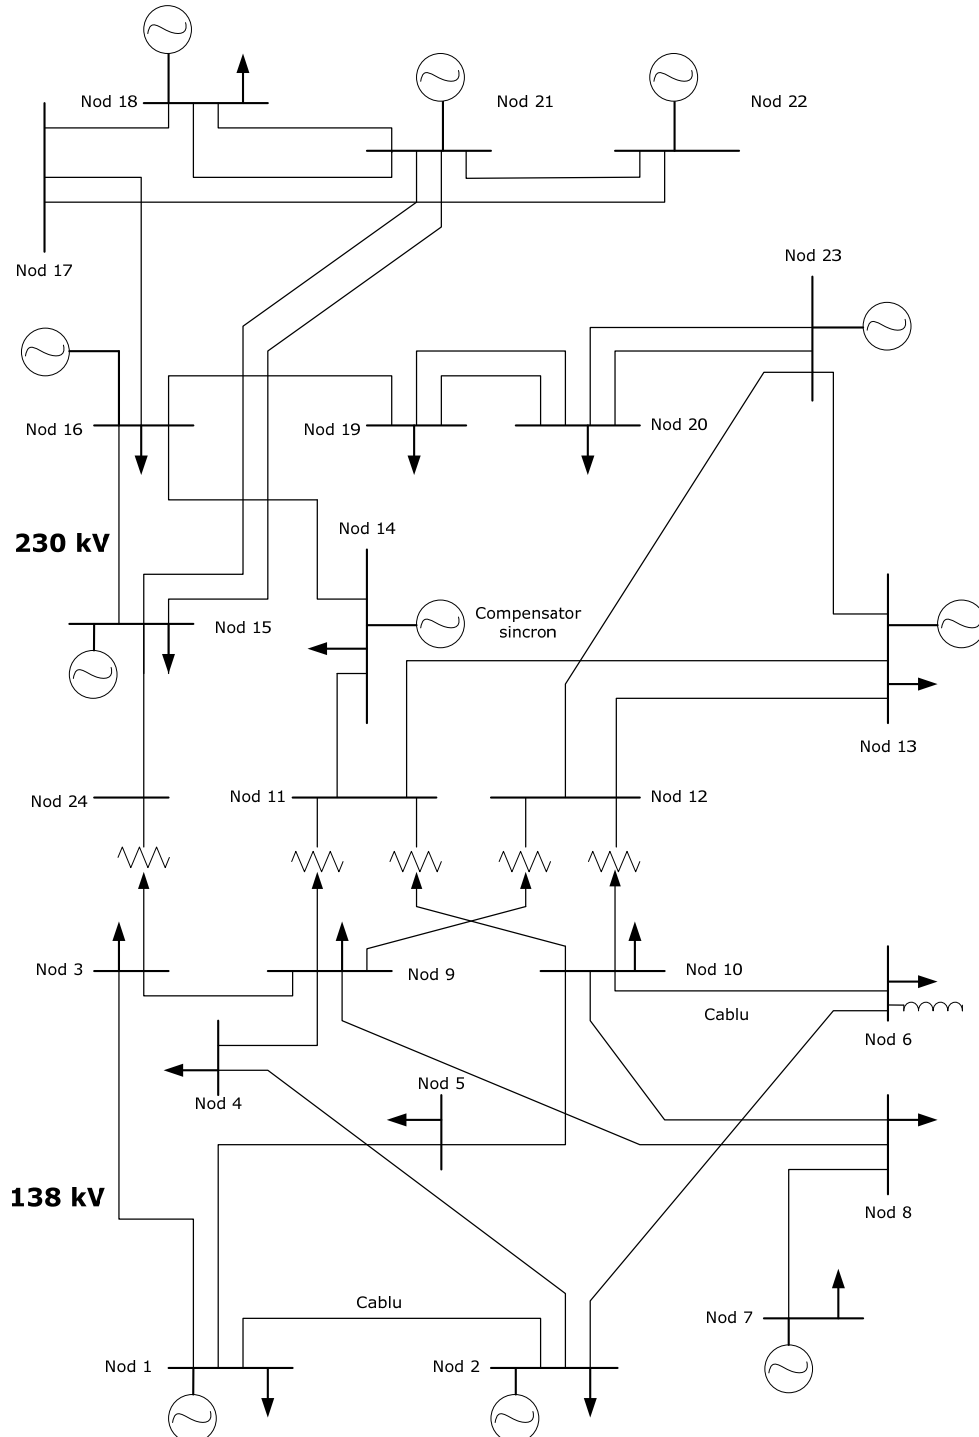 Nod 18
Nod 21
Nod 22
Nod 17
Nod 23
Nod 16
Nod 19
Nod 20
Nod 14
230 kV
Compensator
sincron
Nod 15
Nod 13
Nod 24
Nod 11
Nod 12
Nod 3
Nod 9
Nod 10
Cablu
Nod 6
Nod 5
Nod 4
138 kV
Nod 8
Cablu
Nod 7
Nod 1
Nod 2